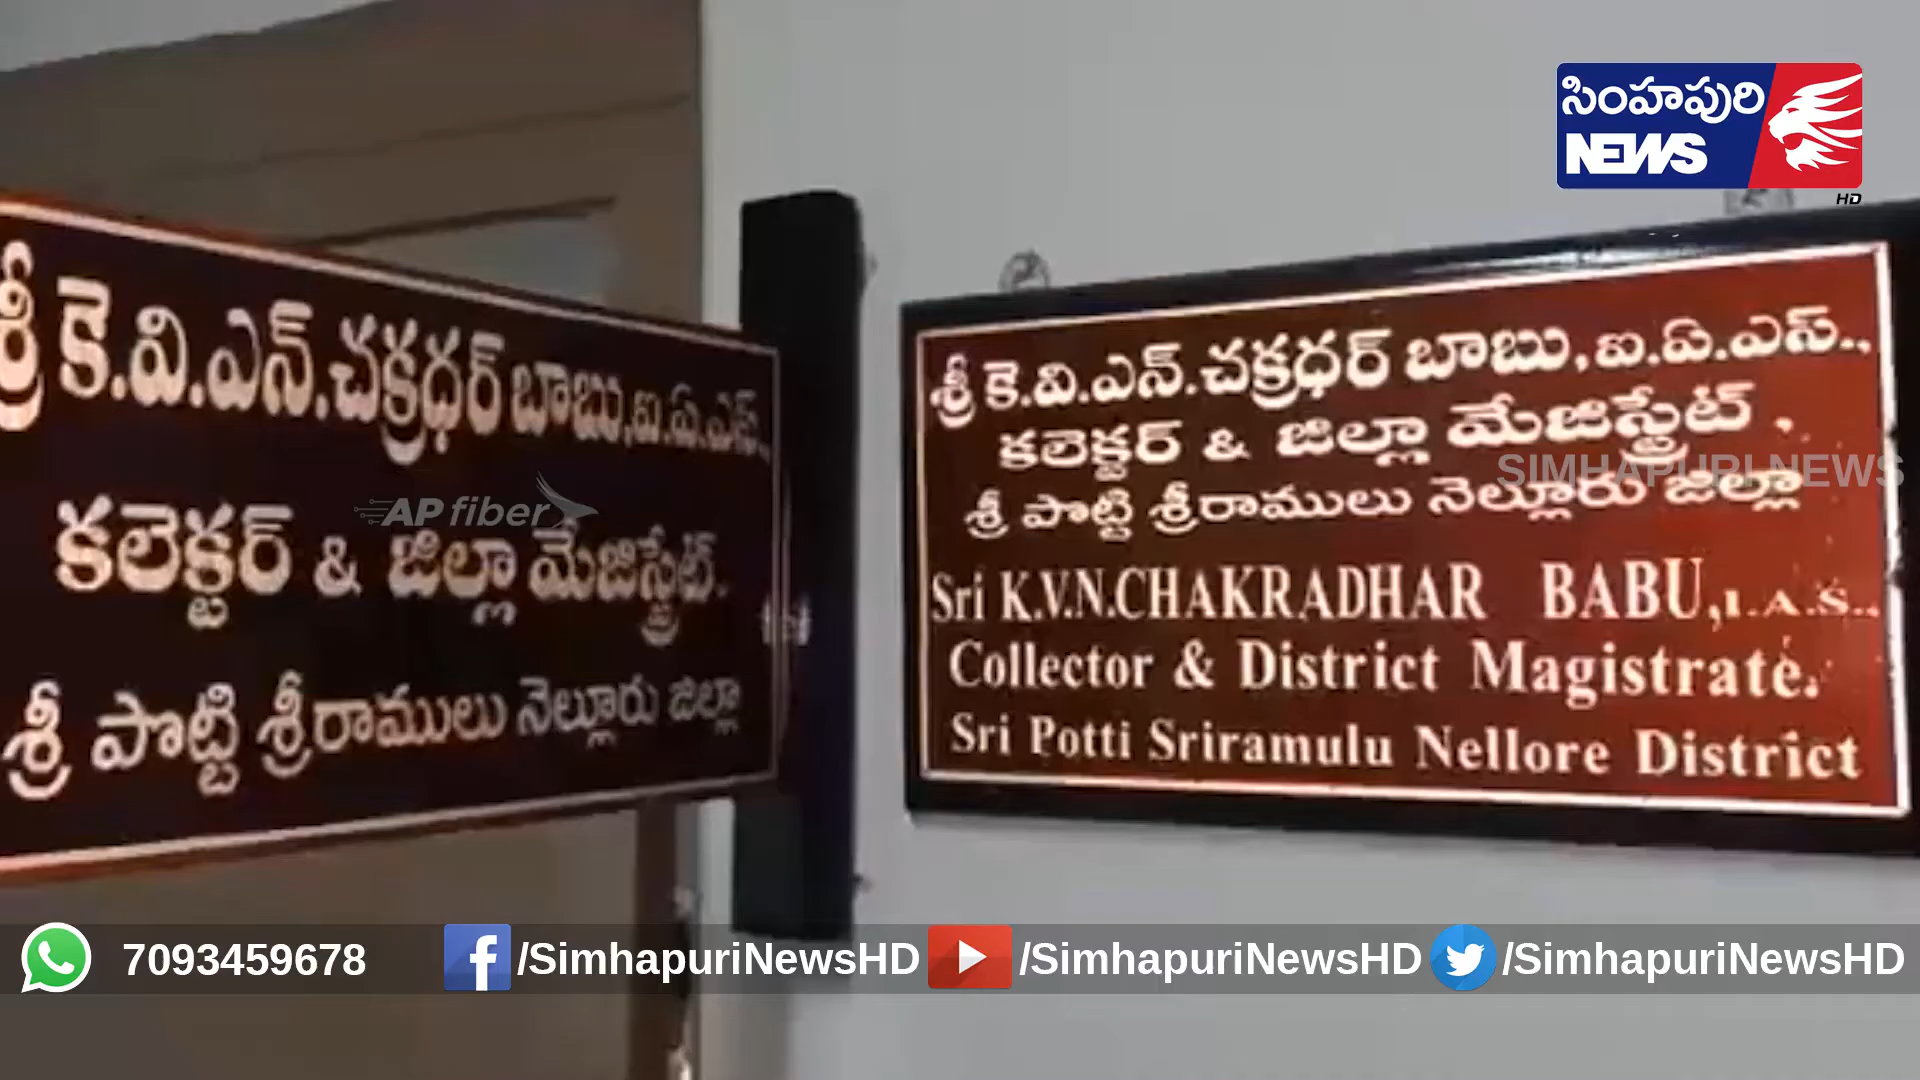 సింహపురి
NEWS
HD
శ్రీ కె.వి.ఎన్.చక్రధర్ బాబు,ఐ.ఏ.ఎస్.,
కలెక్టర్ & జిల్లా మేజిస్ట్రేట్.
శ్రీ పొట్టి శ్రీరాములు నెల్లూరు జిల్లా
AP fiber
శ్రీ కె.వి.ఎన్.చక్రధర్ బాబు,ఐ.ఏ.ఎస్.,
కలెక్టర్ & జిల్లా మేజిస్ట్రేట్.
శ్రీ పొట్టి శ్రీరాములు నెల్లూరు జిల్లా
Sri K.V.N.CHAKRADHAR BABU,I.A.S.,
Collector & District Magistrate.
Sri Potti Sriramulu Nellore District
SIMHAPURI NEWS
7093459678 /SimhapuriNewsHD /SimhapuriNewsHD /SimhapuriNewsHD